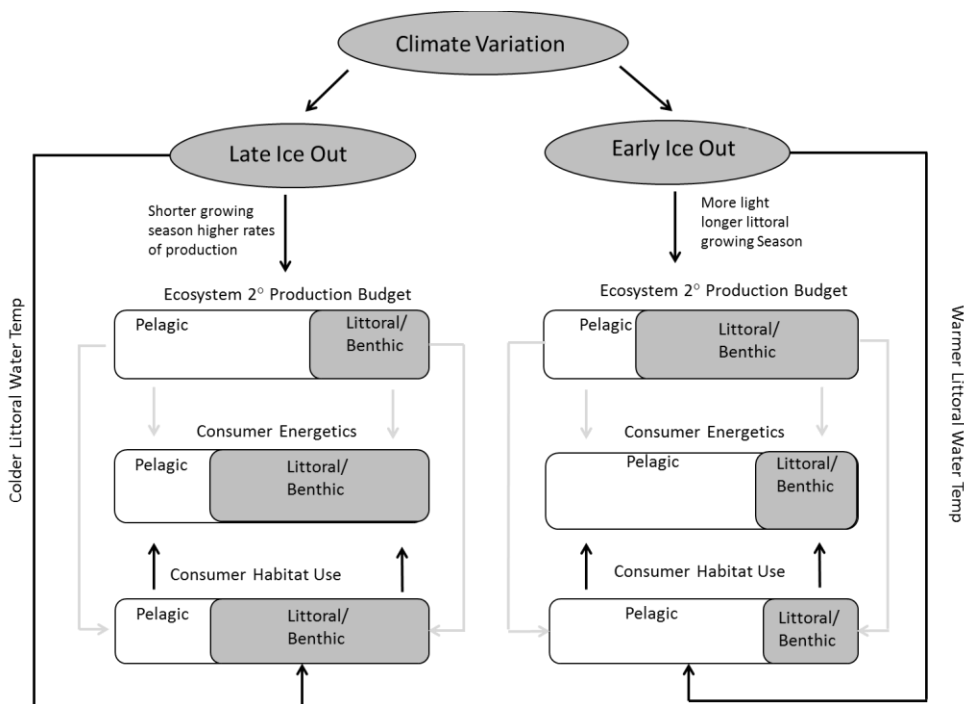 Climate Variation
Late Ice Out
Early Ice Out
Shorter growing
season higher rates
of production
More light
longer littoral
growing Season
Colder Littoral Water Temp
Ecosystem 2° Production Budget
Pelagic
Littoral/
Benthic
Consumer Energetics
Pelagic
Littoral/
Benthic
Consumer Habitat Use
Pelagic
Littoral/
Benthic
Ecosystem 2° Production Budget
Pelagic
Littoral/
Benthic
Consumer Energetics
Pelagic
Littoral/
Benthic
Consumer Habitat Use
Pelagic
Littoral/
Benthic
Warmer Littoral Water Temp